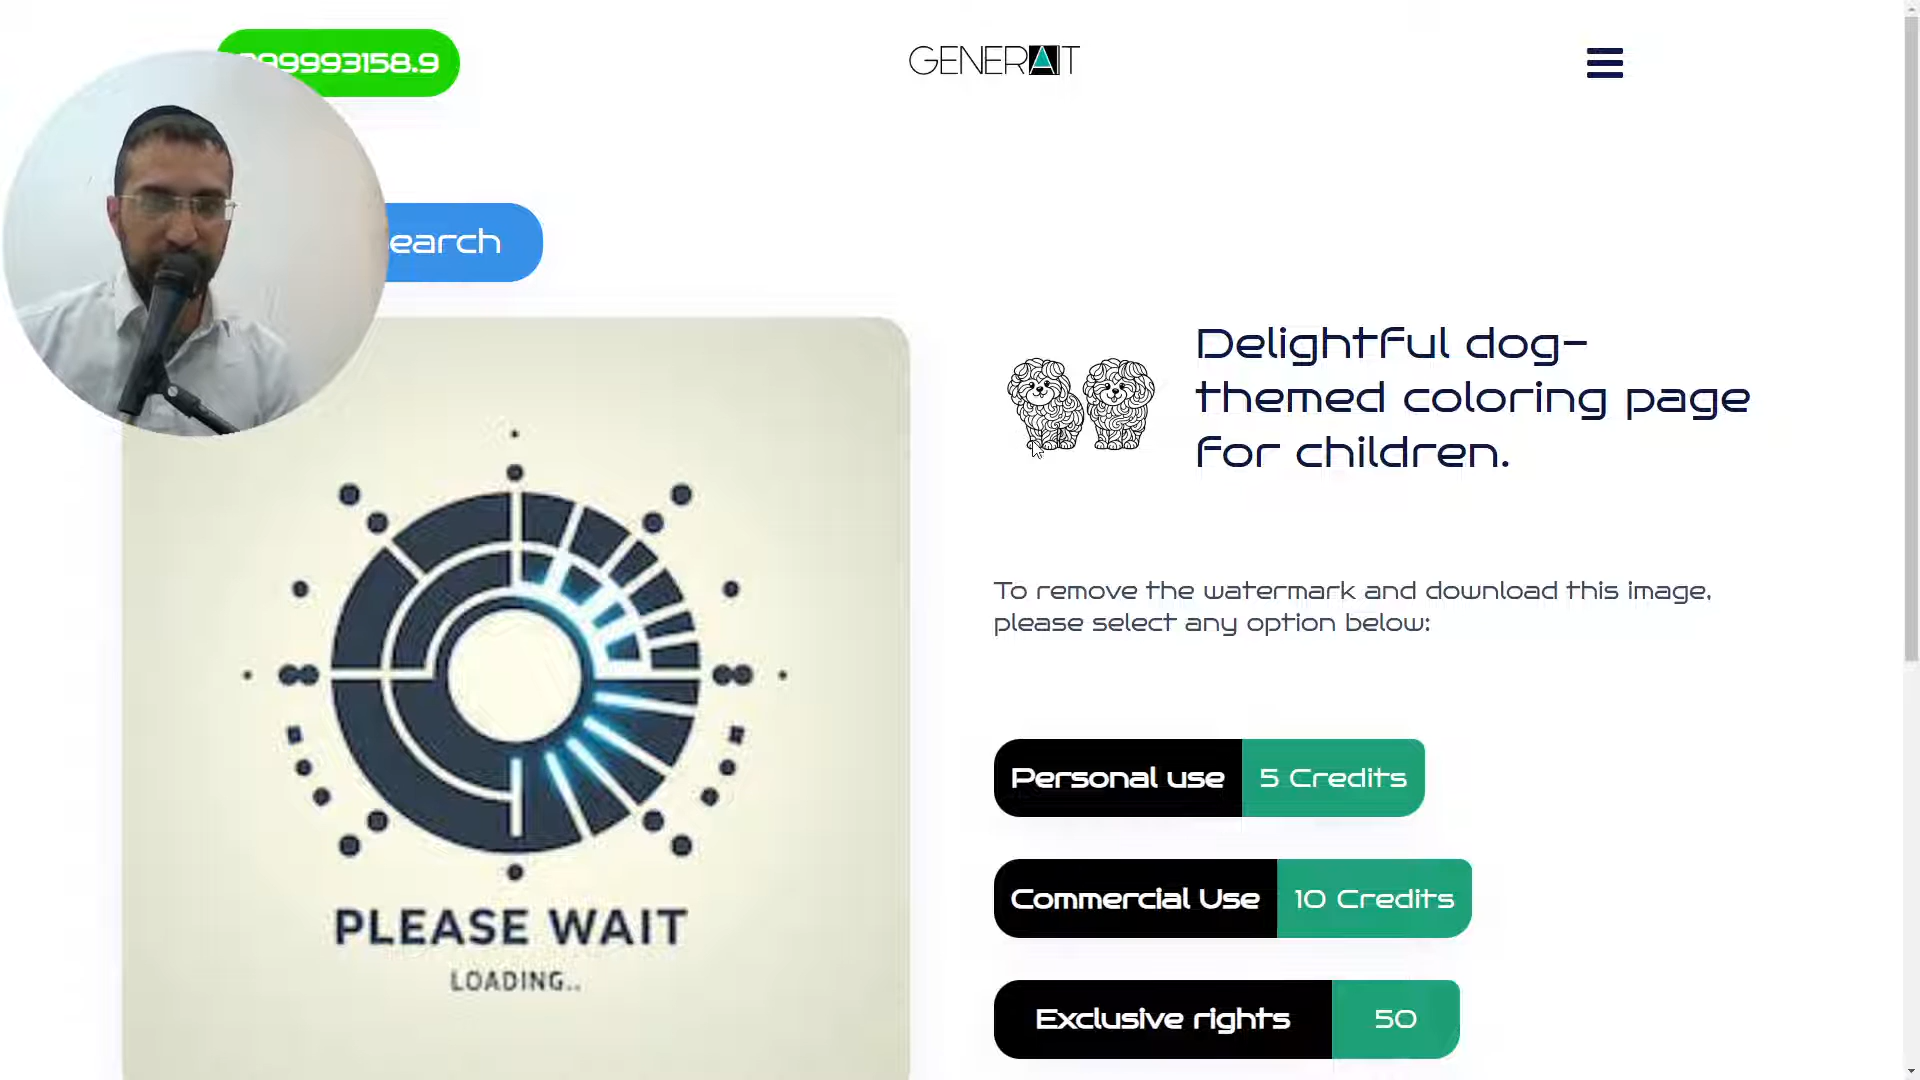 99993158.9
GENERAIT
earch
Delightful dog-
themed coloring page
for children.
To remove the watermark and download this image,
please select any option below:
Personal use 5 Credits
Commercial Use 10 Credits
Exclusive rights 50
PLEASE WAIT
LOADING..